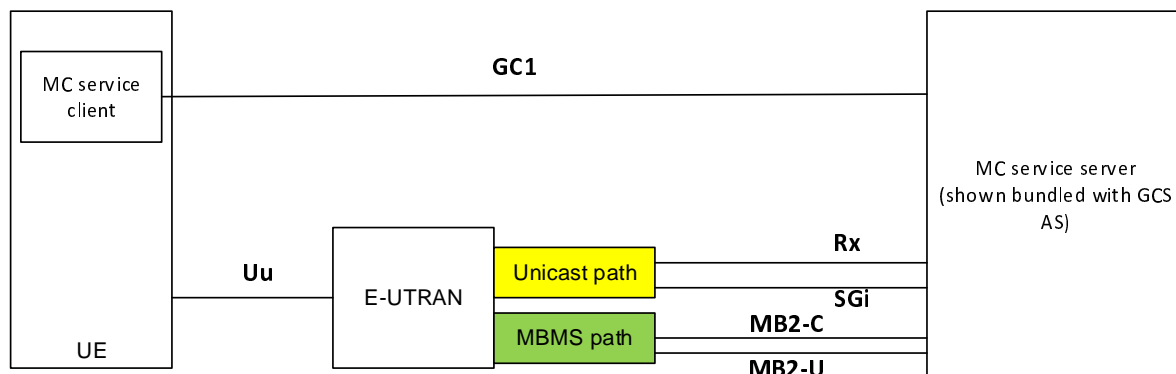 GC1
MC service
client
MC service server
(shown bundled with GCS
AS)
Rx
Uu
Unicast path
E-UTRAN
SGi
MB2-C
MBMS path
UE
MB2-U